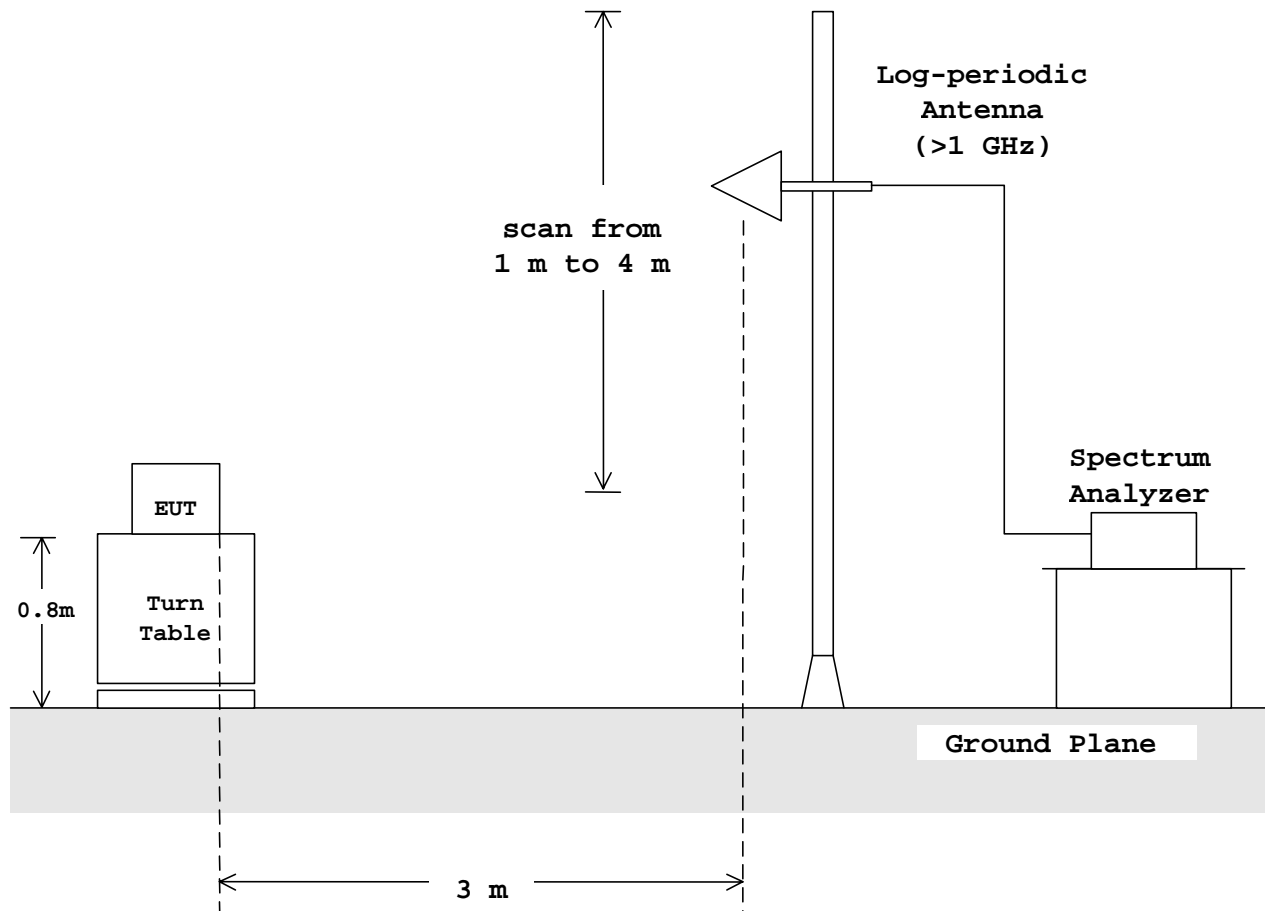 Log-periodic
Antenna
(>1 GHz)
scan from
1 m to 4 m
Spectrum
Analyzer
EUT
0.8m
Turn
Table
Ground Plane
3 m